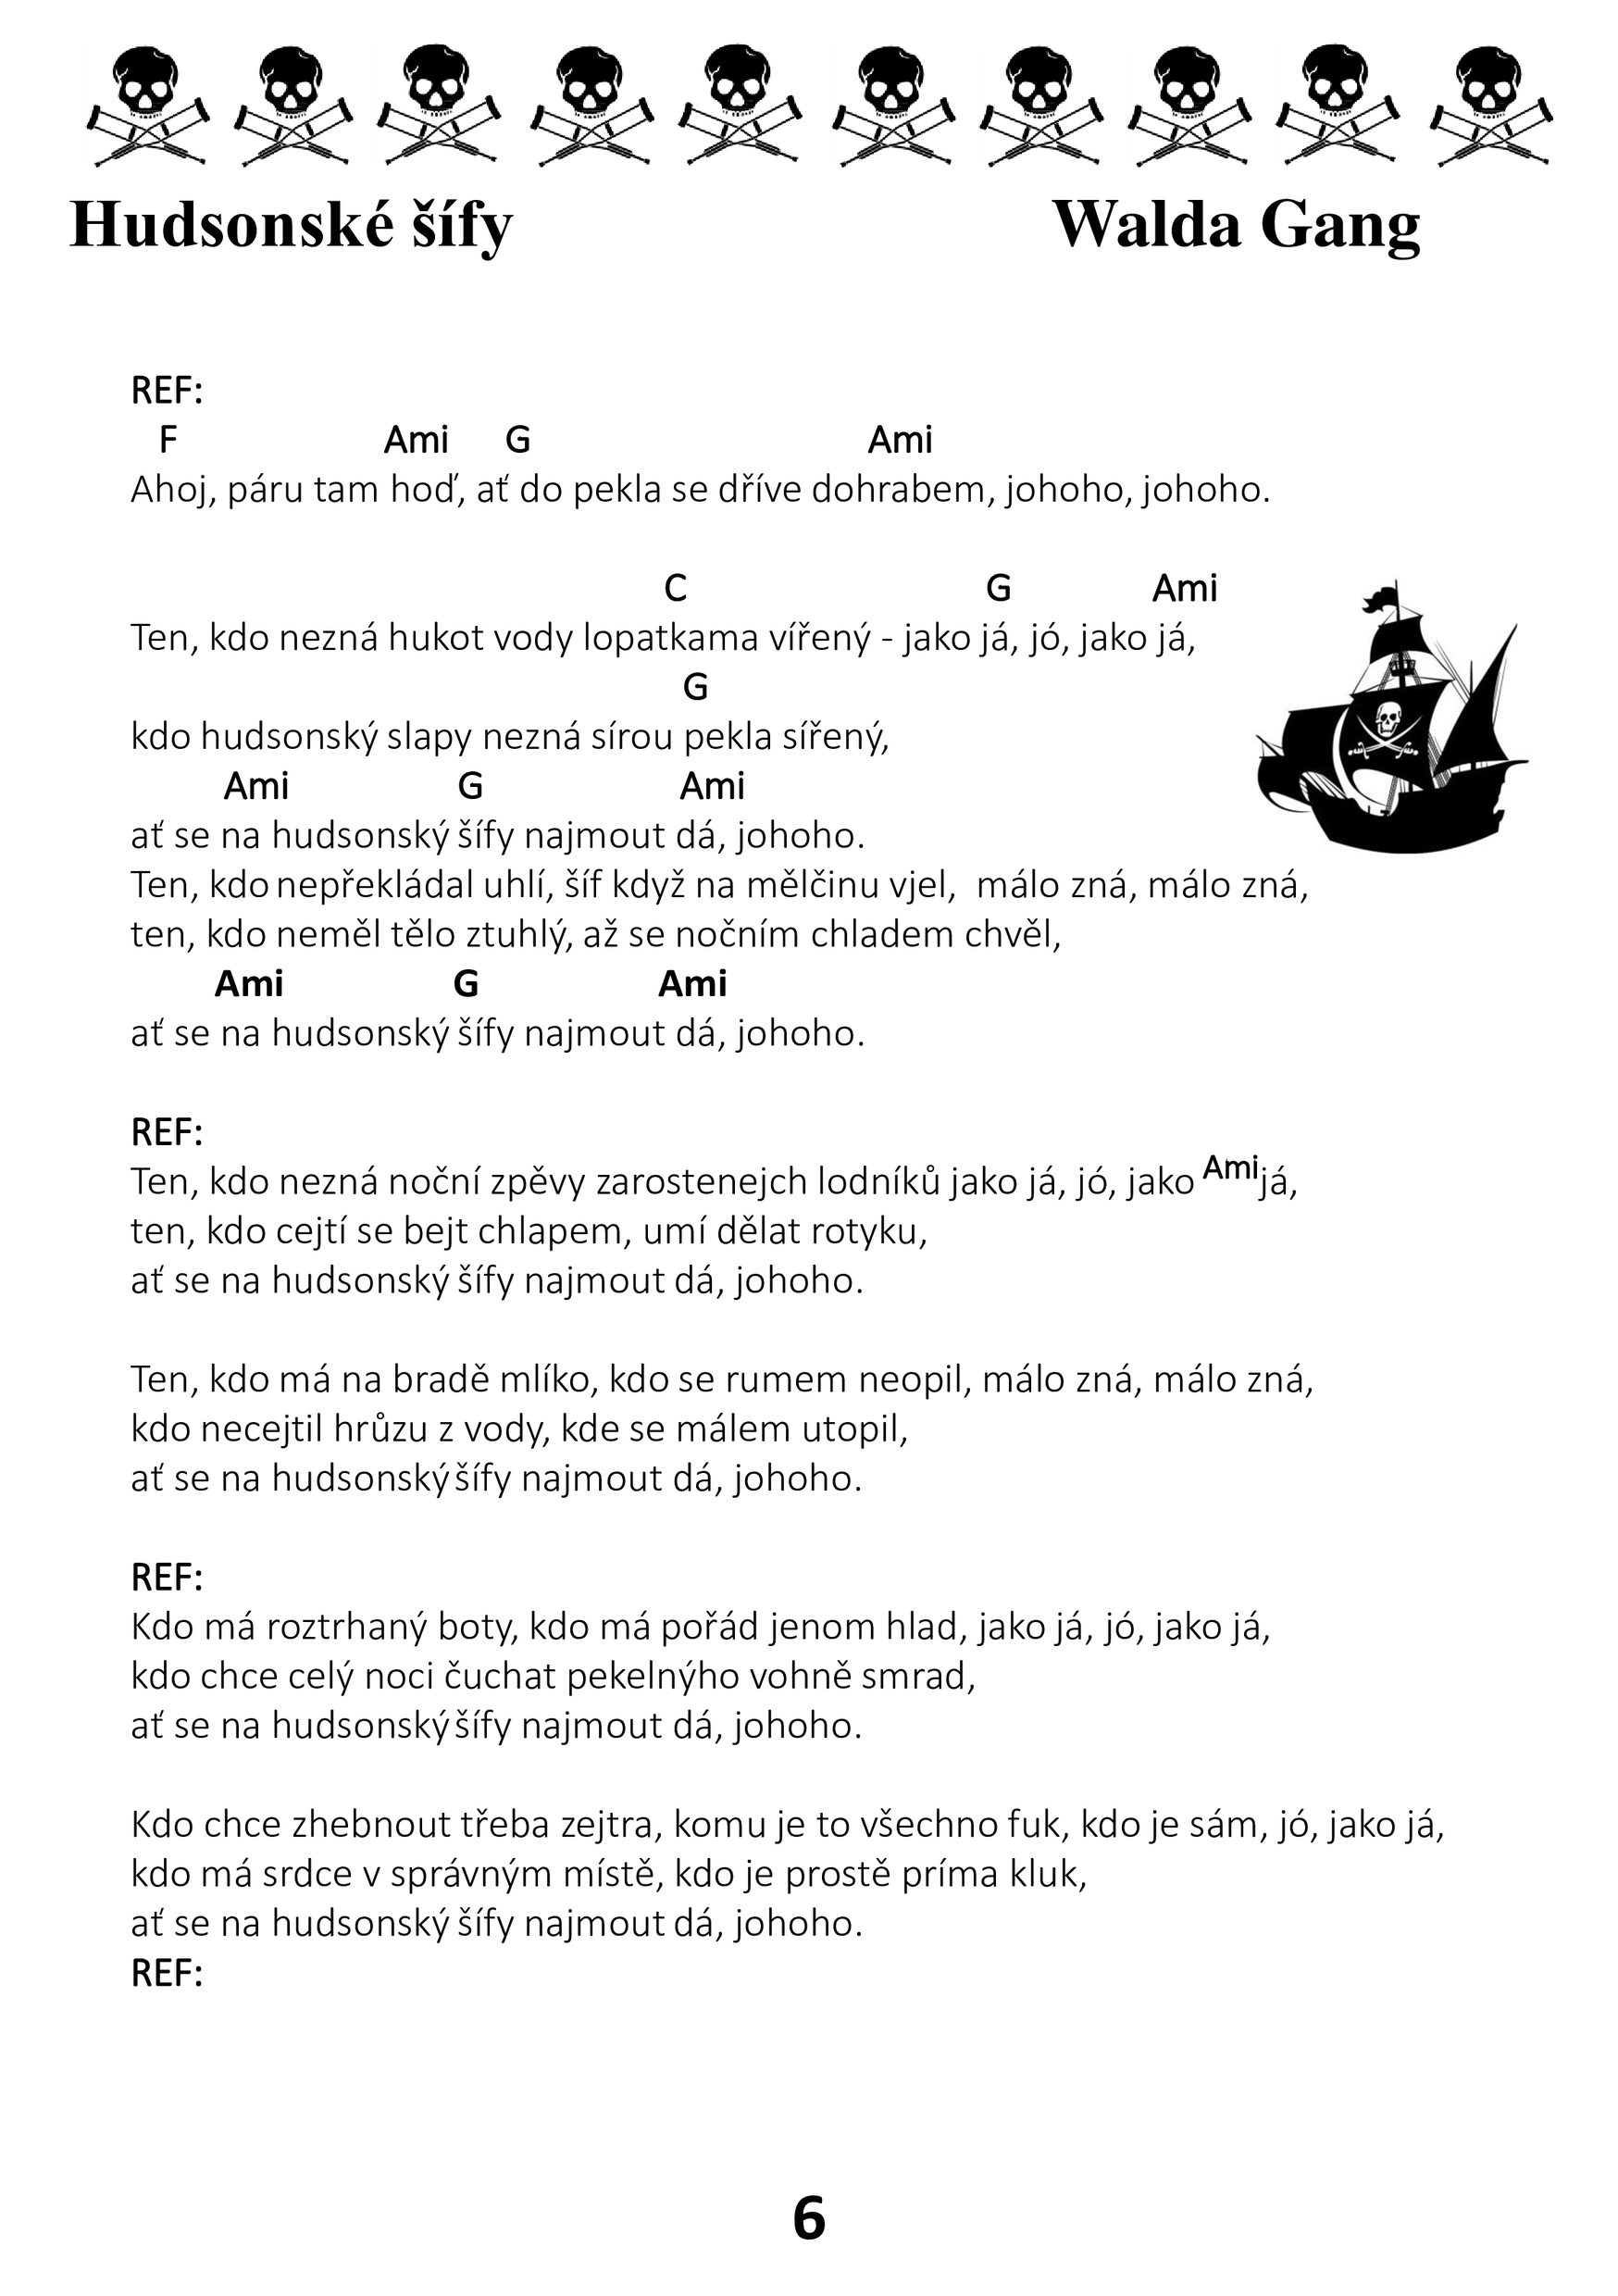 Hudsonské šífy Walda Gang
REF:
F Ami G Ami
Ahoj, páru tam hoď, ať do pekla se dříve dohrabem, johoho, johoho.
C G Ami
Ten, kdo nezná hukot vody lopatkama vířený - jako já, jó, jako já,
G
kdo hudsonský slapy nezná sírou pekla sířený,
Ami G Ami
ať se na hudsonský šífy najmout dá, johoho.
Ten, kdo nepřekládal uhlí, šíf když na mělčinu vjel, málo zná, málo zná,
ten, kdo neměl tělo ztuhlý, až se nočním chladem chvěl,
Ami G Ami
ať se na hudsonský šífy najmout dá, johoho.
REF:
Ten, kdo nezná noční zpěvy zarostenejch lodníků jako já, jó, jako Ami já,
ten, kdo cejtí se bejt chlapem, umí dělat rotyku,
ať se na hudsonský šífy najmout dá, johoho.
Ten, kdo má na bradě mlíko, kdo se rumem neopil, málo zná, málo zná,
kdo necejtil hrůzu z vody, kde se málem utopil,
ať se na hudsonský šífy najmout dá, johoho.
REF:
Kdo má roztrhaný boty, kdo má pořád jenom hlad, jako já, jó, jako já,
kdo chce celý noci čuchat pekelnýho vohně smrad,
ať se na hudsonský šífy najmout dá, johoho.
Kdo chce zhebnout třeba zejtra, komu je to všechno fuk, kdo je sám, jó, jako já,
kdo má srdce v správným místě, kdo je prostě príma kluk,
ať se na hudsonský šífy najmout dá, johoho.
REF:
6